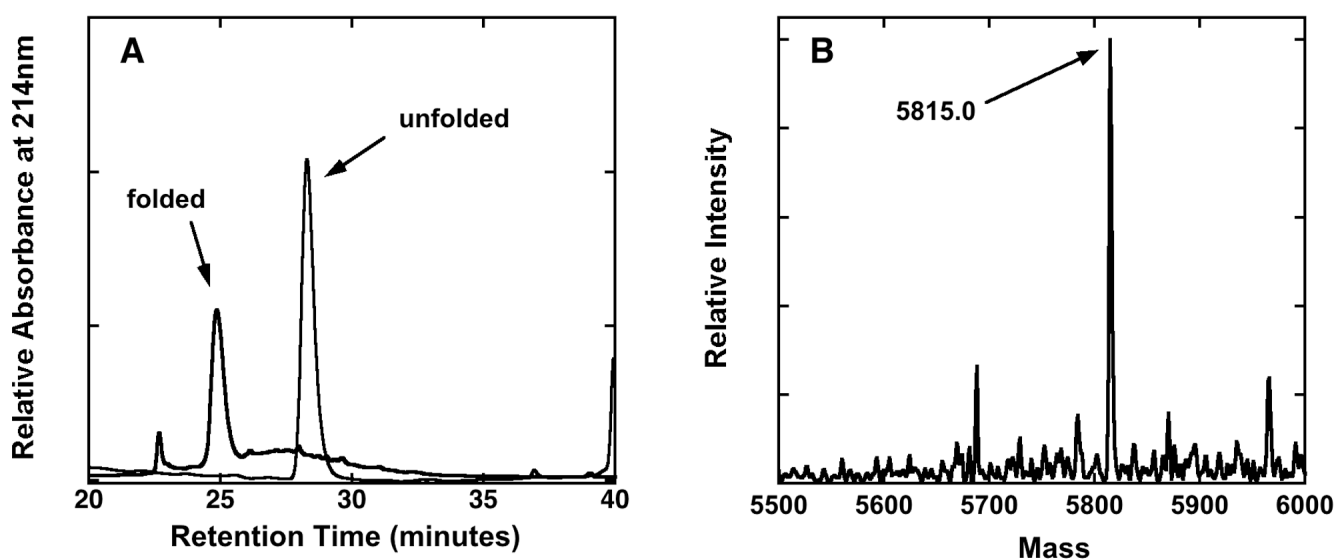 A
Relative Absorbance at 214nm
folded
unfolded
20 25 30 35 40
Retention Time (minutes)
B
Relative Intensity
5815.0
5500 5600 5700 5800 5900 6000
Mass